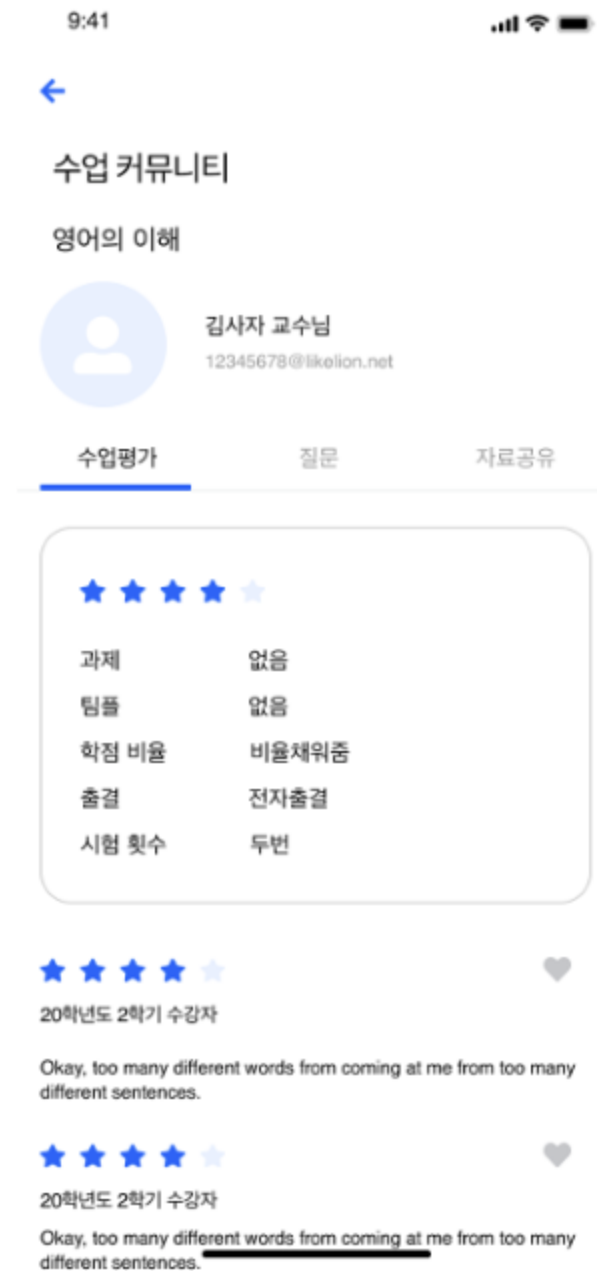 9:41
수업 커뮤니티
영어의 이해
김사자 교수님
12345678@likelion.net
수업평가 질문 자료공유
과제 없음
팀플 없음
학점 비율 비율채워줌
출결 전자출결
시험 횟수 두번
20학년도 2학기 수강자
Okay, too many different words from coming at me from too many
different sentences.
20학년도 2학기 수강자
Okay, too many different words from coming at me from too many
different sentences.